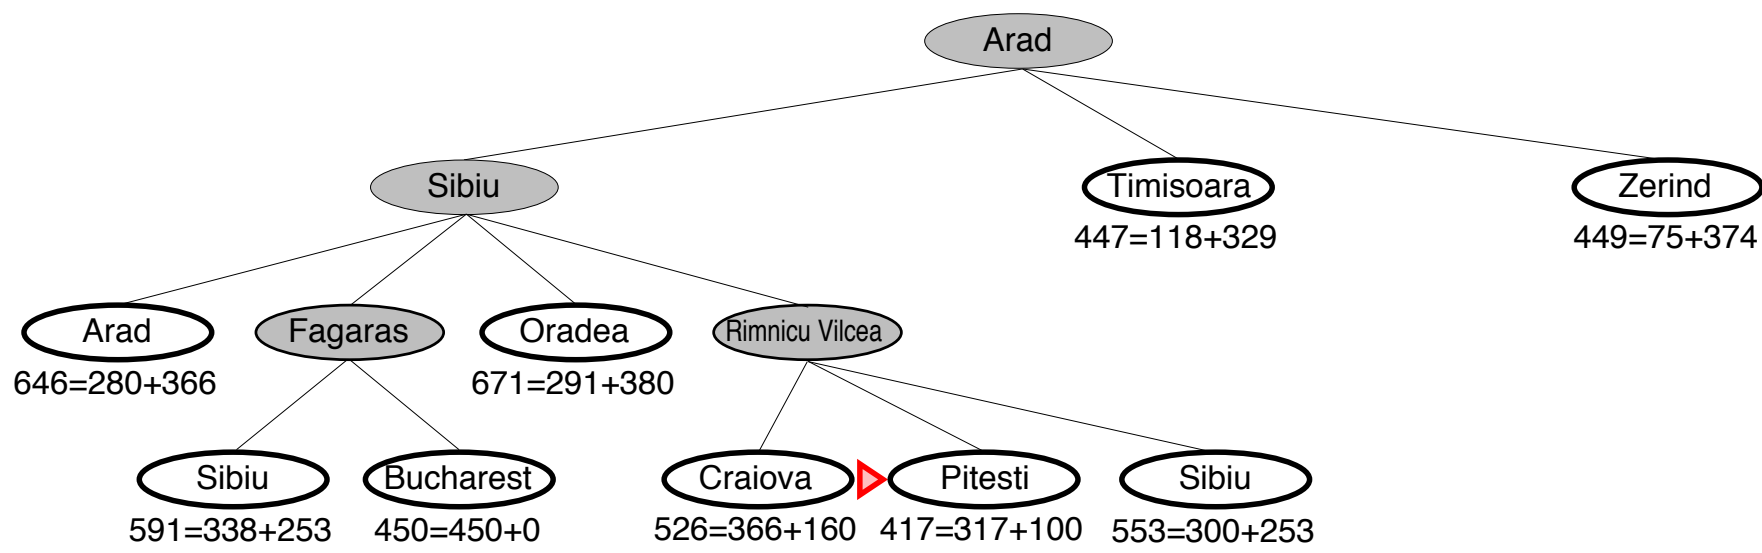 Arad
Sibiu
Timisoara
Zerind
447=118+329
449=75+374
Arad
Fagaras
Oradea
Rimnicu Vilcea
646=280+366
671=291+380
Sibiu
Bucharest
Craiova
Pitesti
Sibiu
591=338+253
450=450+0
526=366+160
417=317+100
553=300+253